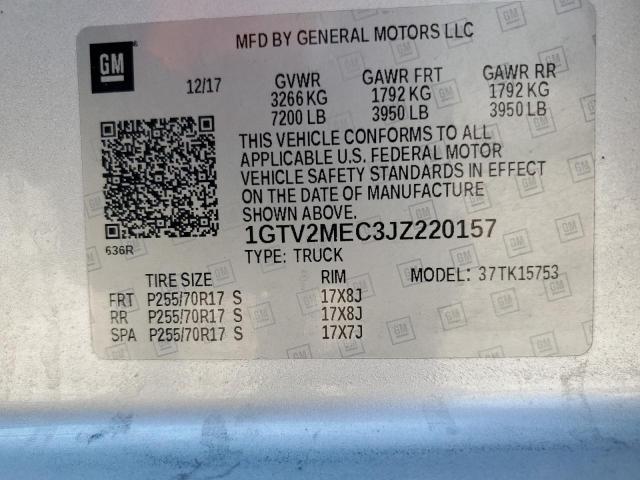 GM
MFD BY GENERAL MOTORS LLC
12/17 GVWR GAWR FRT GAWR RR
3266 KG 1792 KG 1792 KG
7200 LB 3950 LB 3950 LB
THIS VEHICLE CONFORMS TO ALL
APPLICABLE U.S. FEDERAL MOTOR
VEHICLE SAFETY STANDARDS IN EFFECT
ON THE DATE OF MANUFACTURE
SHOWN ABOVE.
636R
1GTV2MEC3JZ220157
TYPE: TRUCK
TIRE SIZE RIM MODEL: 37TK15753
FRT P255/70R17 S 17X8J
RR P255/70R17 S 17X8J
SPA P255/70R17 S 17X7J